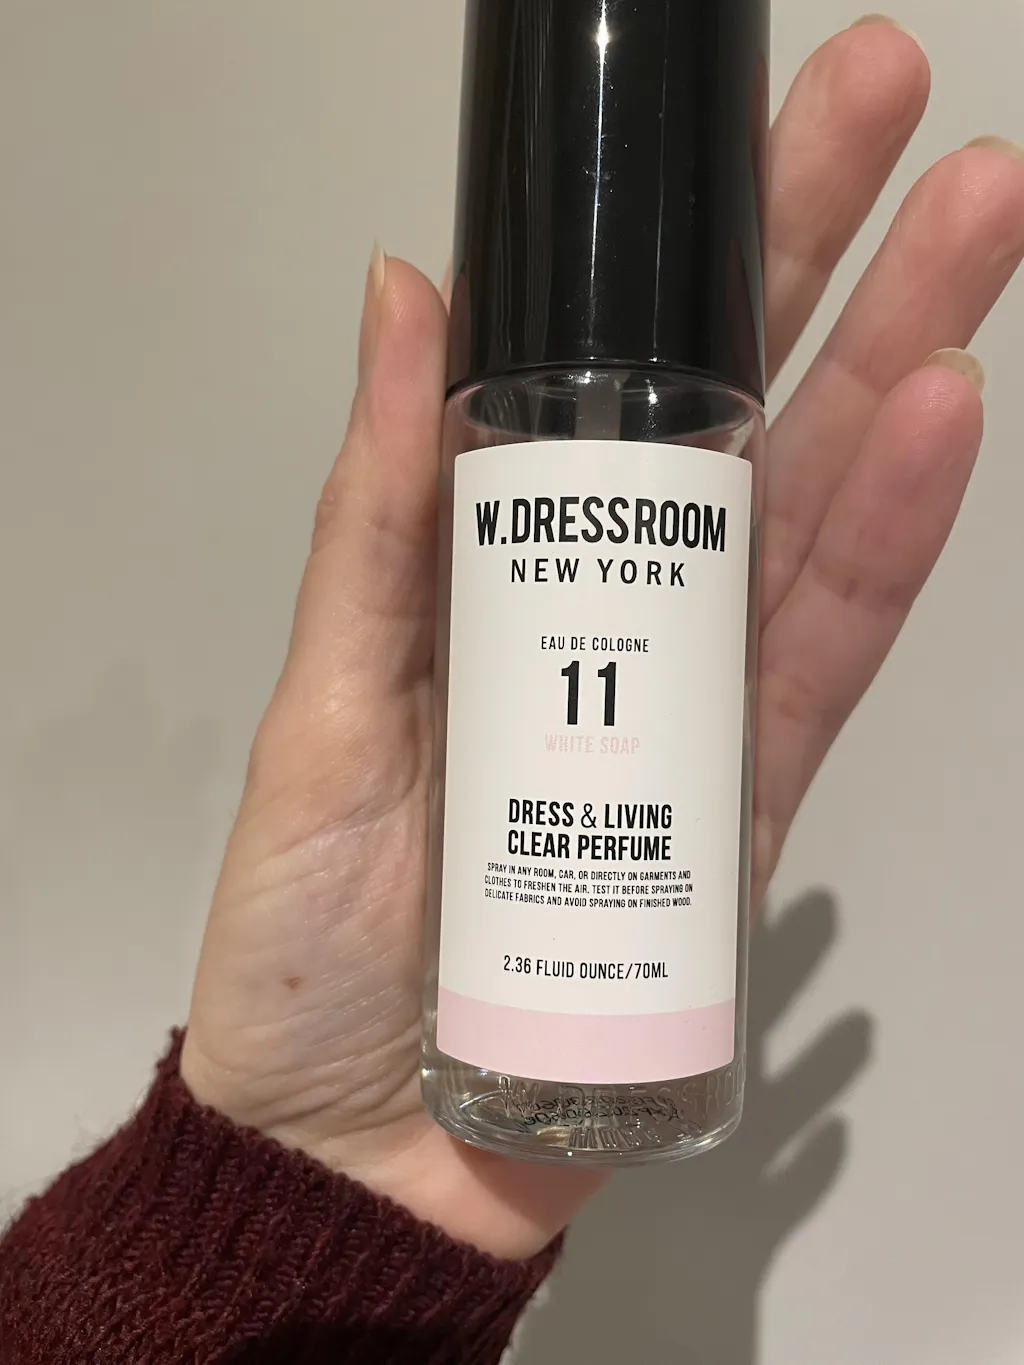 W.DRESSROOM
NEW YORK
EAU DE COLOGNE
11
WHITE SOAP
DRESS & LIVING
CLEAR PERFUME
SPRAY IN ANY ROOM, CAR, OR DIRECTLY ON GARMENTS AND
CLOTHES TO FRESHEN THE AIR. TEST IT BEFORE SPRAYING ON
DELICATE FABRICS AND AVOID SPRAYING ON FINISHED WOOD.
2.36 FLUID OUNCE/70ML